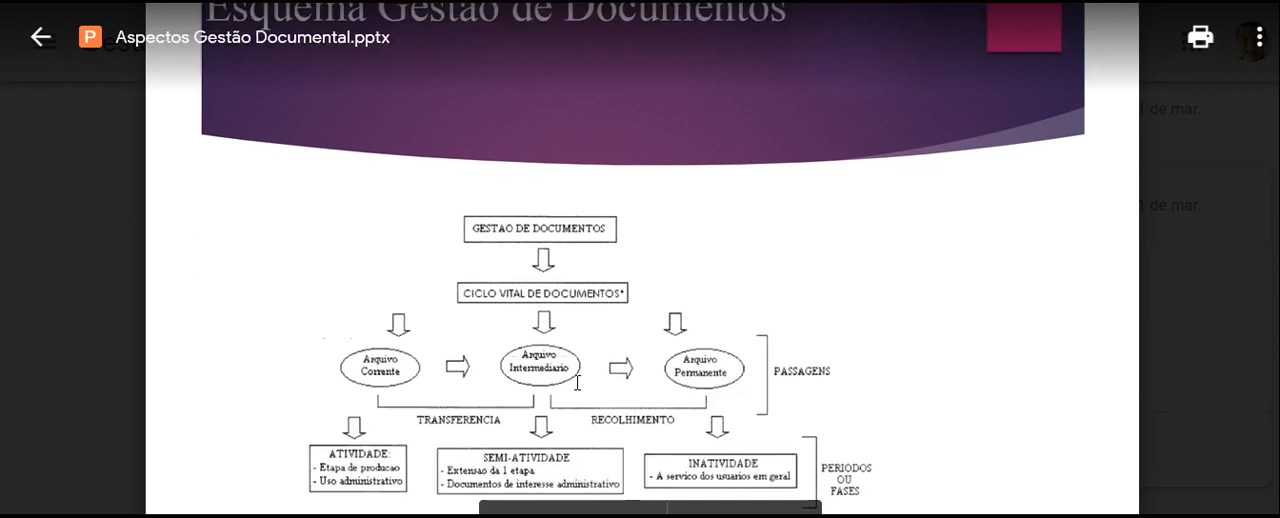 Esquema Gestão de Documentos
P Aspectos Gestão Documental.pptx
1 de mar.
1 de mar.
GESTAO DE DOCUMENTOS
CICLO VITAL DE DOCUMENTOS*
Arquivo
Corrente
Arquivo
Intermediario
Arquivo
Permanente
PASSAGENS
TRANSFERENCIA
RECOLHIMENTO
ATIVIDADE:
- Etapa de producao
- Uso administrativo
SEMI-ATIVIDADE
- Extensao da 1 etapa
- Documentos de interesse administrativo
INATIVIDADE
- A servico dos usuarios em geral
PERIODOS
OU
FASES